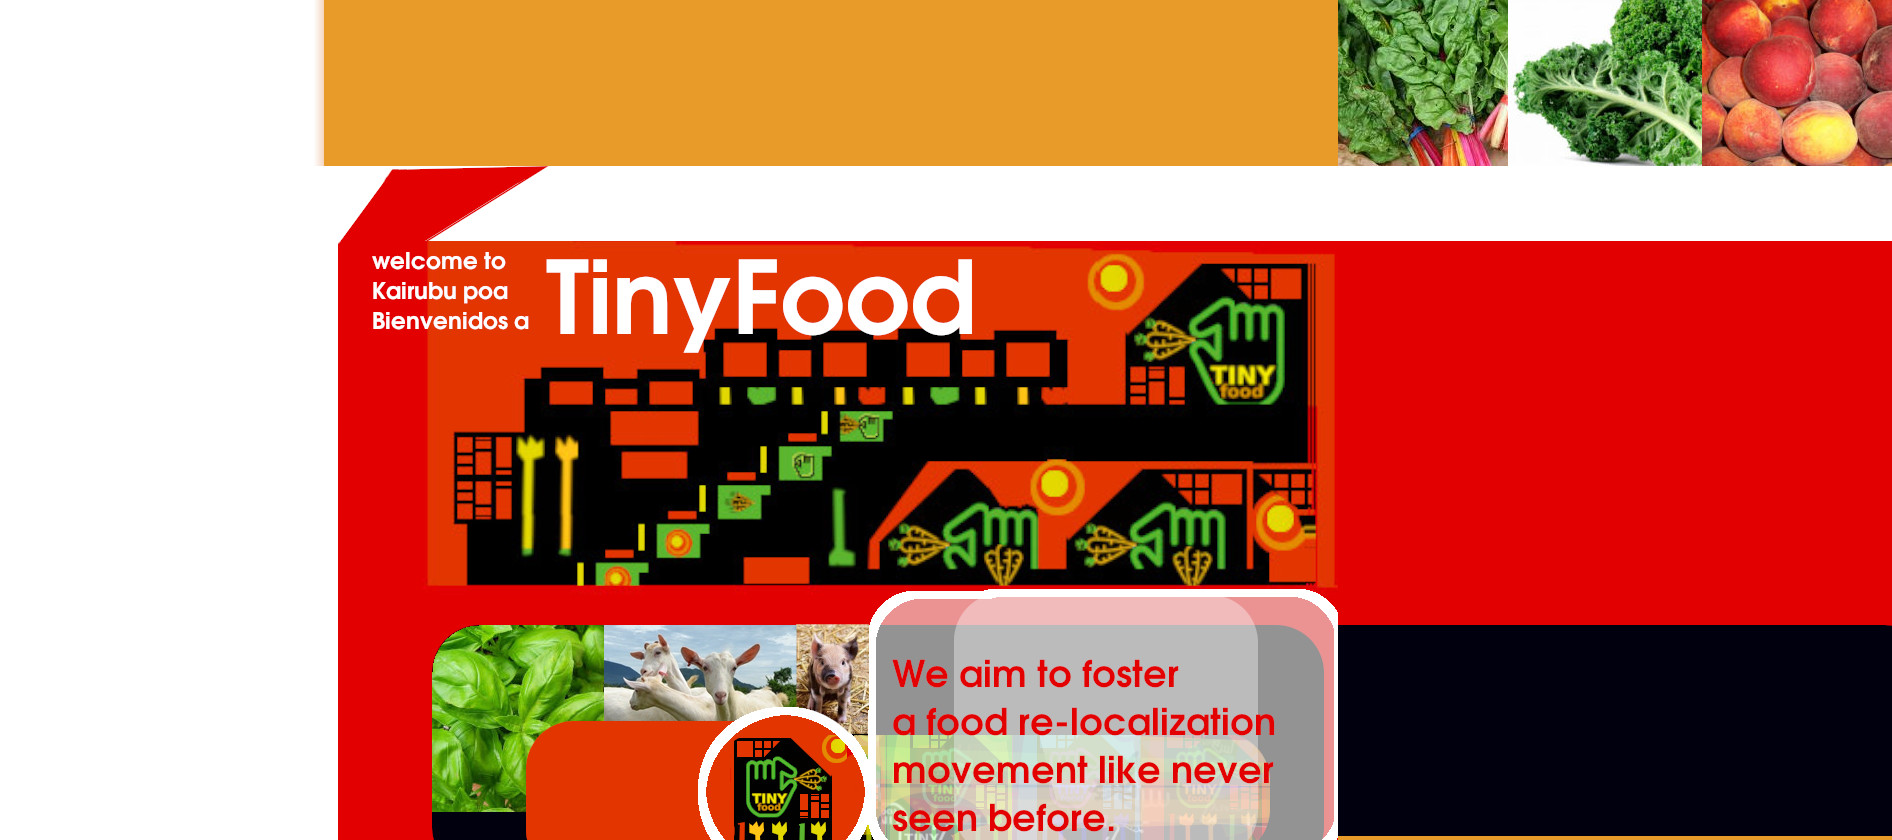 welcome to
Kairubu poa
Bienvenidos a
TinyFood
TINY
food
We aim to foster
a food re-localization
movement like never
seen before.
TINY
food